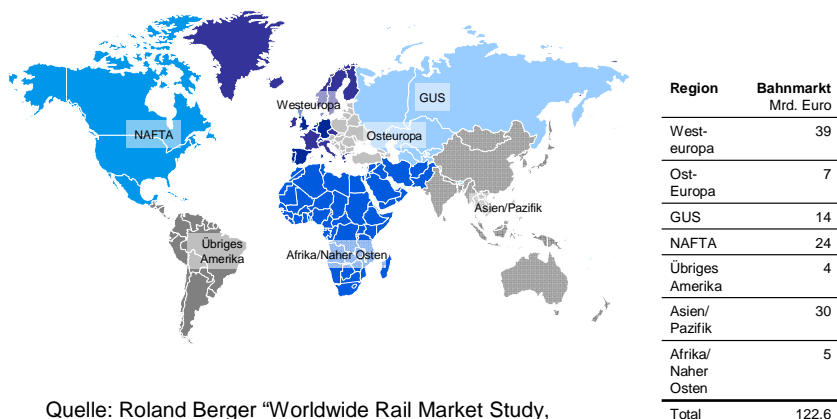 GUS
Westeuropa
NAFTA
Osteuropa
Asien/Pazifik
Übriges
Amerika
Afrika/Naher Osten
Region Bahnmarkt
Mrd. Euro
West-
europa 39
Ost-
Europa 7
GUS 14
NAFTA 24
Übriges 4
Amerika
Asien/ 30
Pazifik
Afrika/ 5
Naher
Osten
Total 122.6
Quelle: Roland Berger “Worldwide Rail Market Study,